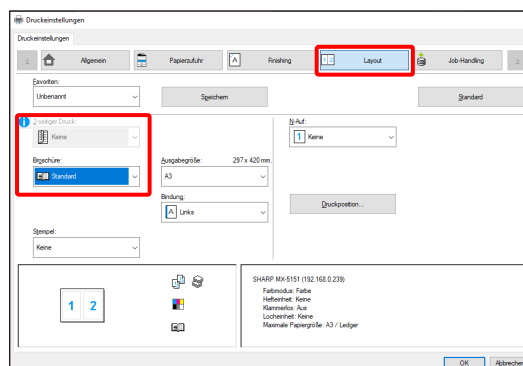 Druckeinstellungen
Druckeinstellungen
Allgemein
Papierzufuhr
A
Finishing
1 2
Layout
Job-Handling
Favoriten:
Unbenannt
Speichern
Standard
2-seitiger Druck:
Keine
N-Auf:
1 Keine
Broschüre:
Standard
Ausgabegröße: 297 x 420 mm.
A3
Bindung:
A Links
Druckposition...
Stempel:
Keine
1 2
SHARP MX-5151 (192.168.0.239)
Farbmodus: Farbe
Hefteinheit: Keine
Klammerlos: Aus
Locheinheit: Keine
Maximale Papiergröße: A3 / Ledger
OK
Abbrechen